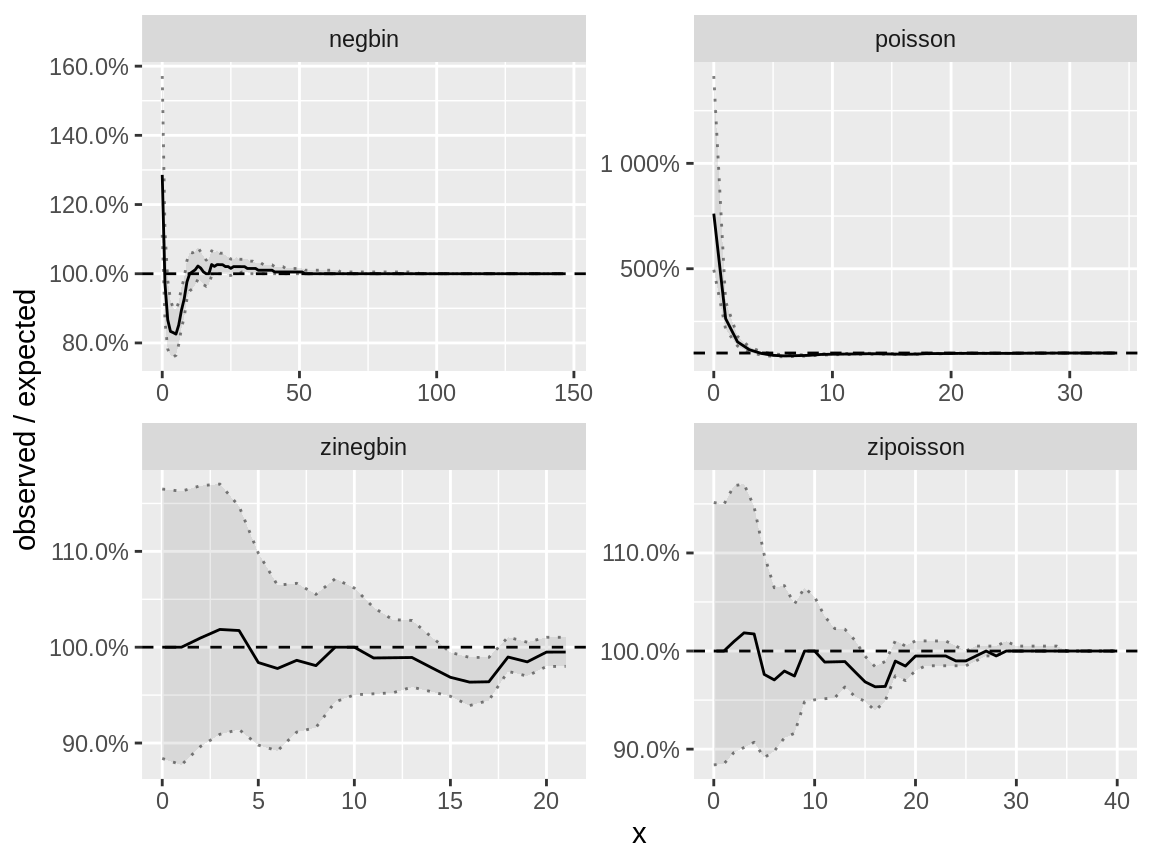 negbin
poisson
160.0%
140.0%
120.0%
100.0%
80.0%
1 000%
500%
0 50 100 150
0 10 20 30
observed / expected
zinegbin
zipoisson
110.0%
100.0%
90.0%
110.0%
100.0%
90.0%
0 5 10 15 20
0 10 20 30 40
x